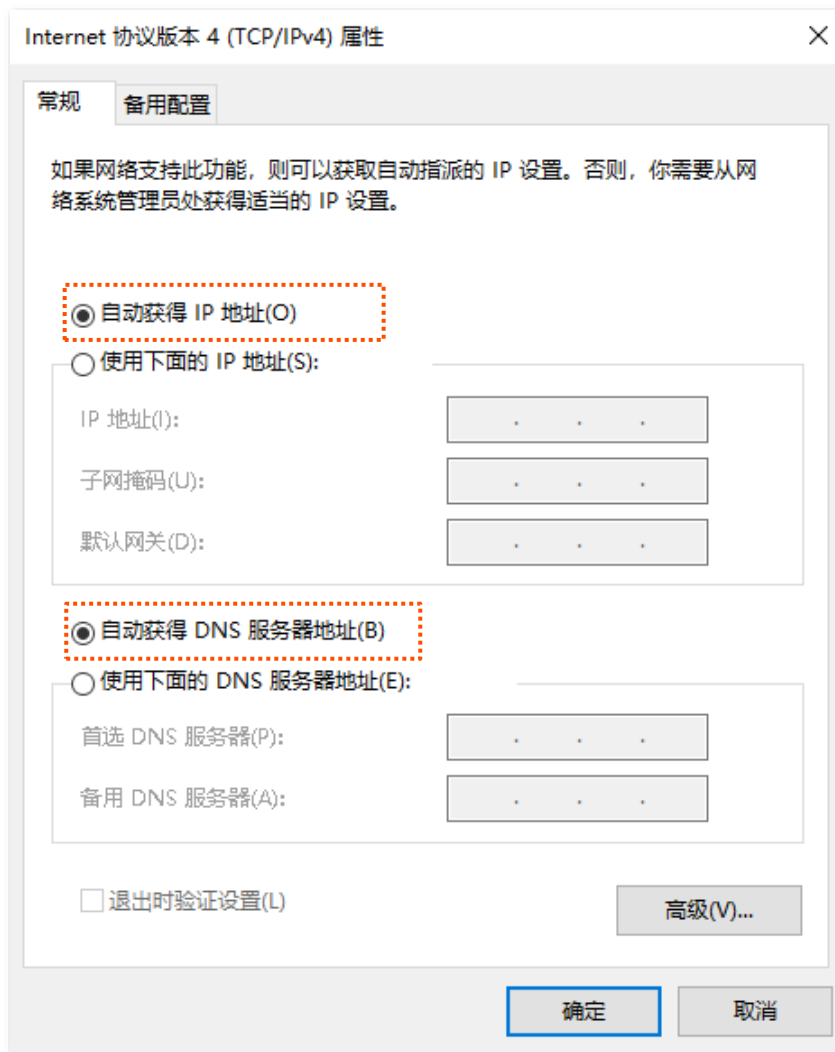 Internet 协议版本 4 (TCP/IPv4) 属性
常规
备用配置
如果网络支持此功能，则可以获取自动指派的 IP 设置。否则，你需要从网
络系统管理员处获得适当的 IP 设置。
自动获得 IP 地址(O)
使用下面的 IP 地址(S):
IP 地址(I):
子网掩码(U):
默认网关(D):
自动获得 DNS 服务器地址(B)
使用下面的 DNS 服务器地址(E):
首选 DNS 服务器(P):
备用 DNS 服务器(A):
退出时验证设置(L)
高级(V)...
确定
取消